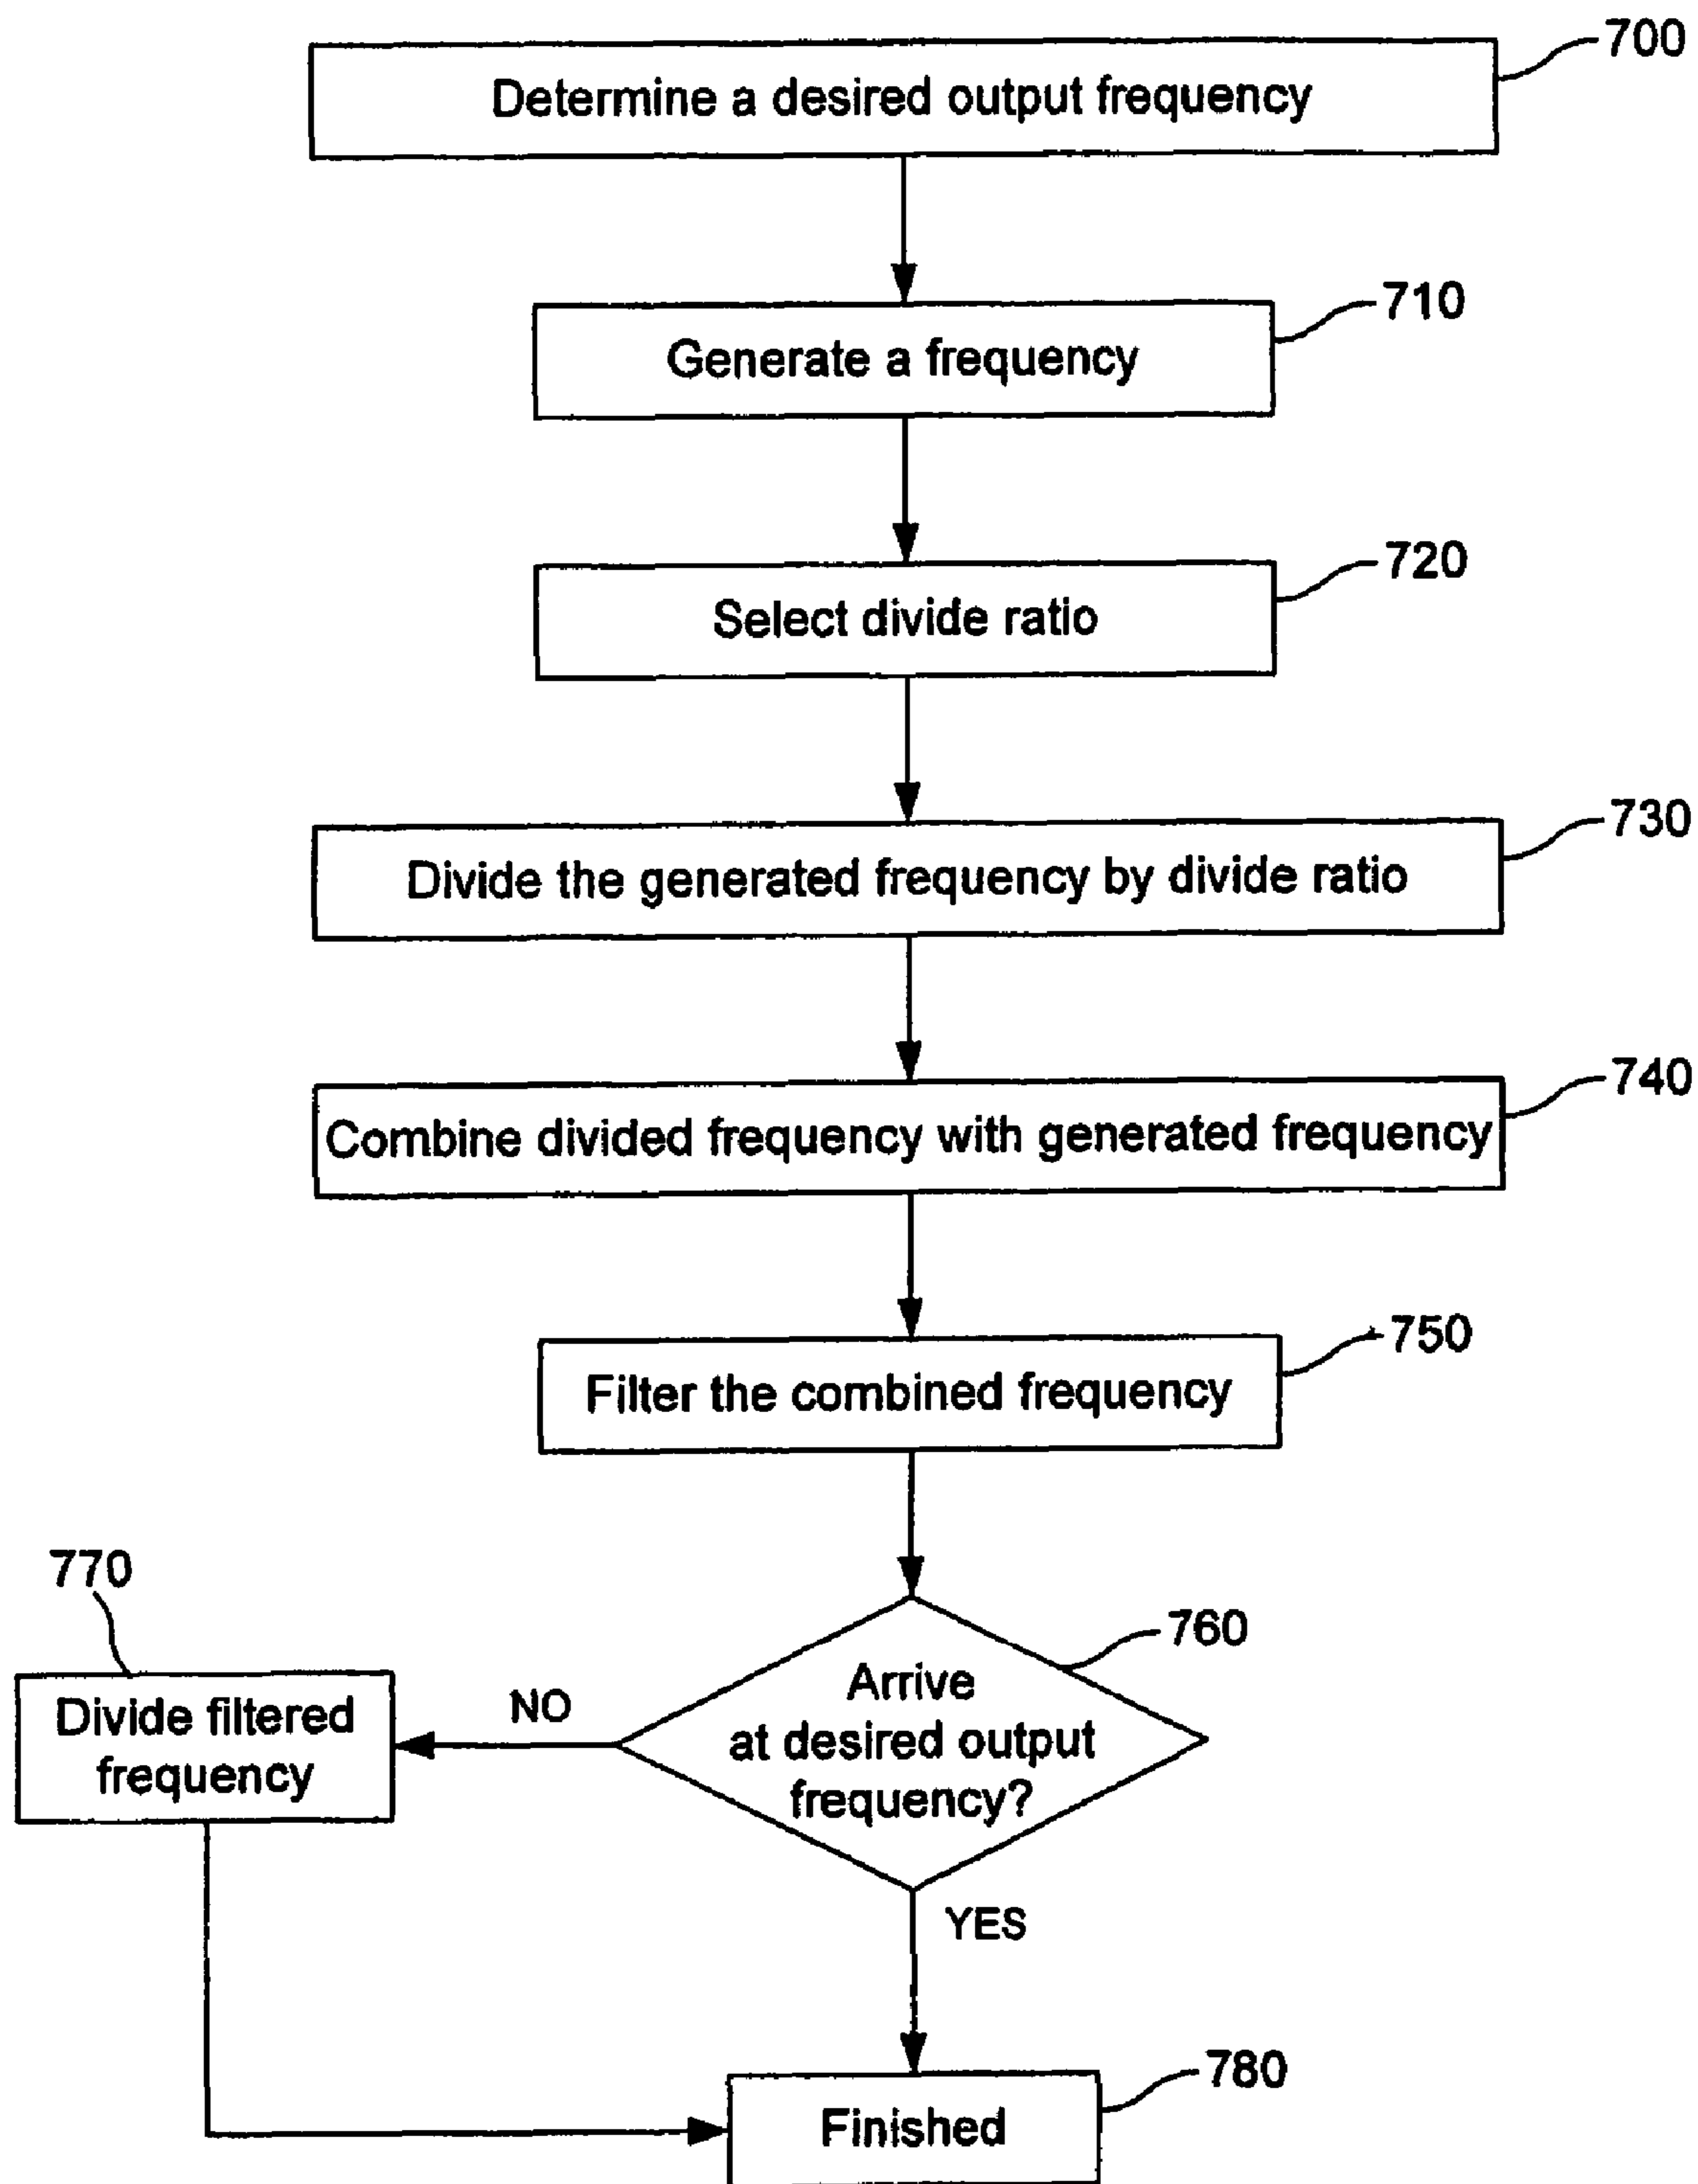 700
Determine a desired output frequency
710
Generate a frequency
720
Select divide ratio
730
Divide the generated frequency by divide ratio
740
Combine divided frequency with generated frequency
750
Filter the combined frequency
760
Arrive
at desired output
frequency?
770
Divide filtered
frequency
NO
YES
780
Finished